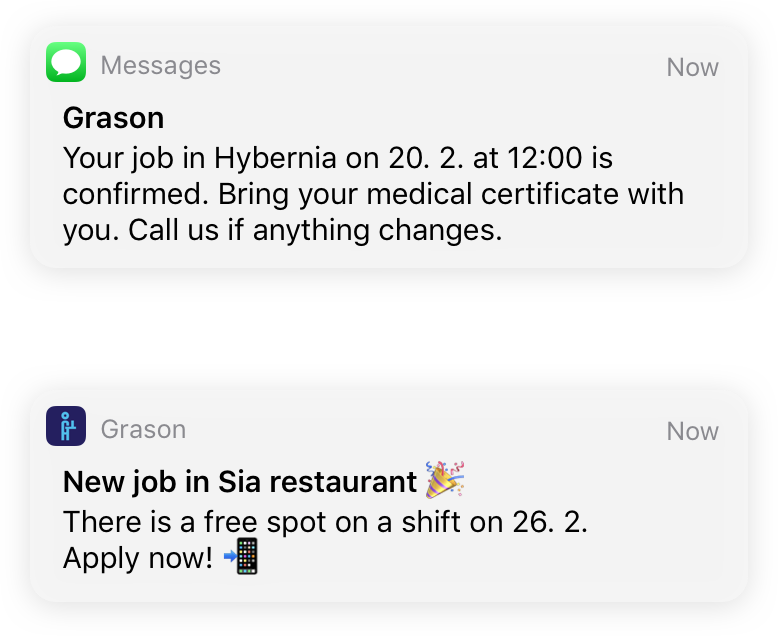 Messages
Now
Grason
Your job in Hybernia on 20. 2. at 12:00 is
confirmed. Bring your medical certificate with
you. Call us if anything changes.
Grason
Now
New job in Sia restaurant 🎉
There is a free spot on a shift on 26. 2.
Apply now! 📲